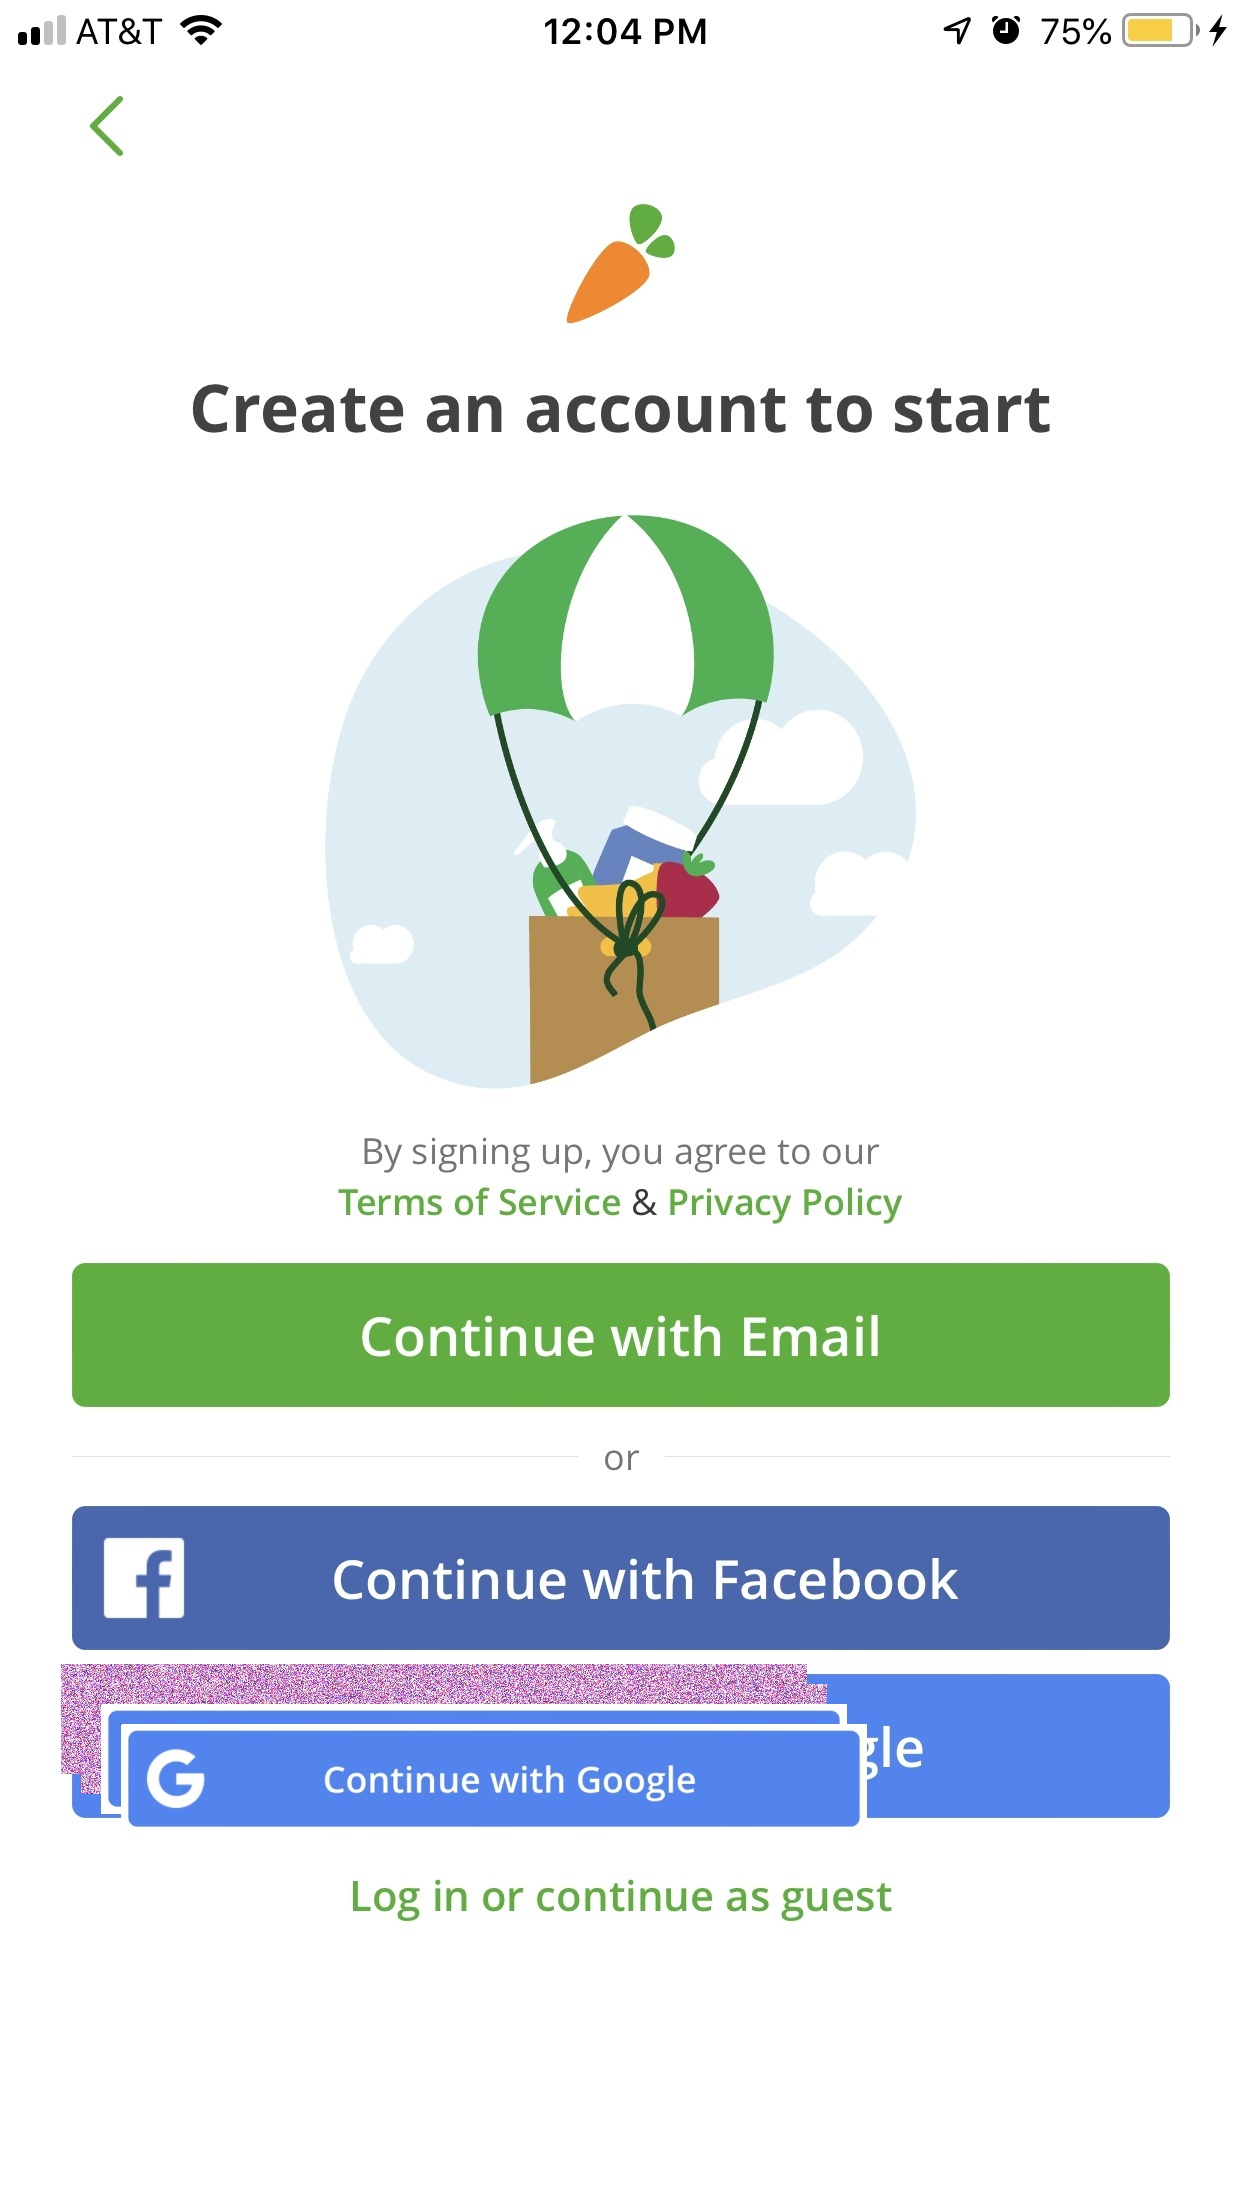 AT&T 12:04 PM 75%
Create an account to start
By signing up, you agree to our
Terms of Service & Privacy Policy
Continue with Email
or
Continue with Facebook
Continue with Google
Log in or continue as guest